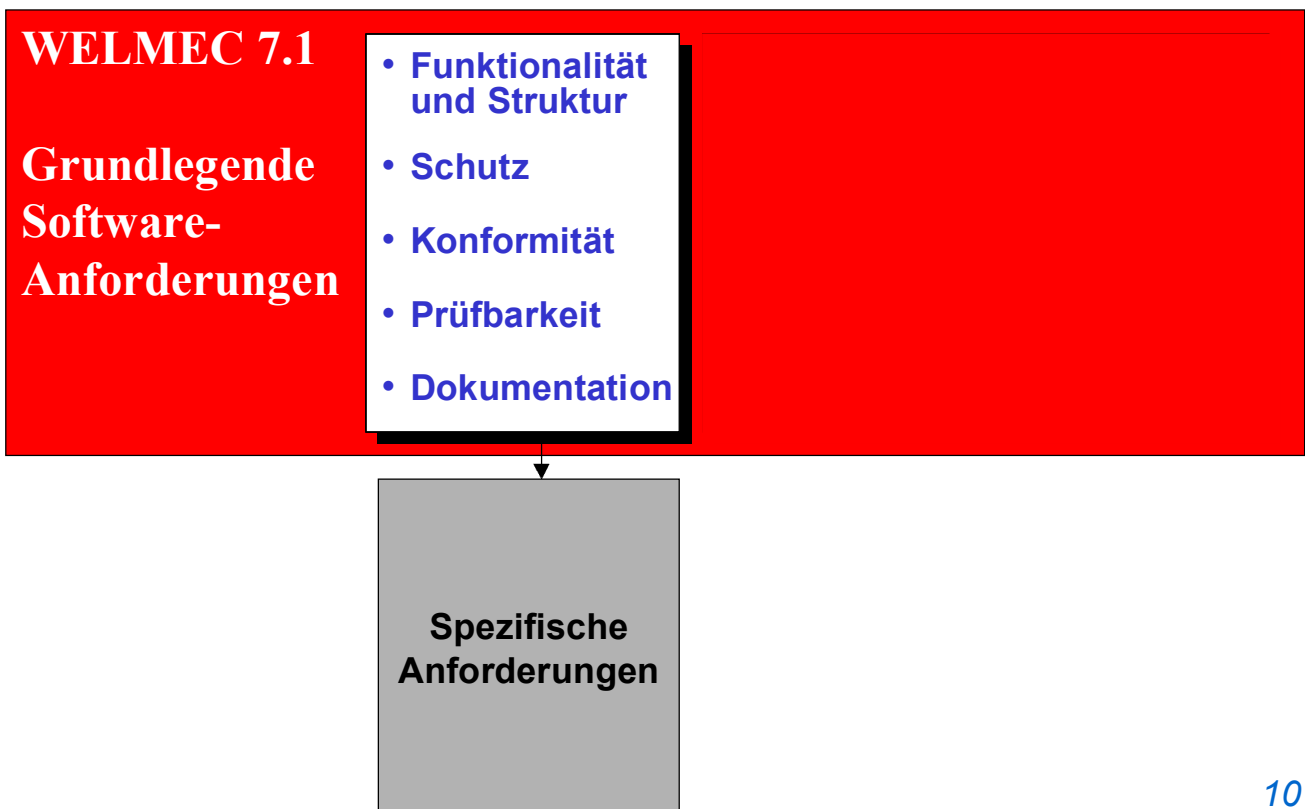 WELMEC 7.1
Grundlegende
Software-
Anforderungen
• Funktionalität
und Struktur
• Schutz
• Konformität
• Prüfbarkeit
• Dokumentation
Spezifische
Anforderungen
10